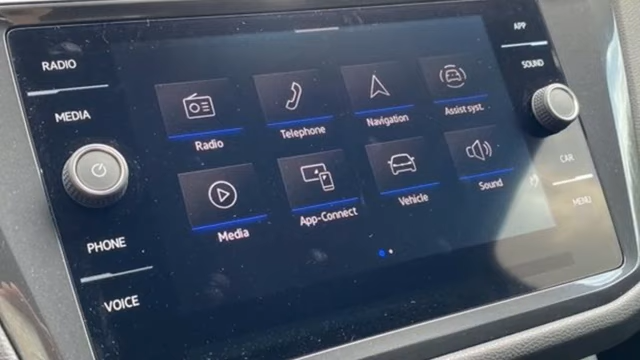 RADIO
MEDIA
PHONE
VOICE
Radio
Telephone
Navigation
Assist syst.
Media
App-Connect
Vehicle
Sound
APP
SOUND
CAR
MENU